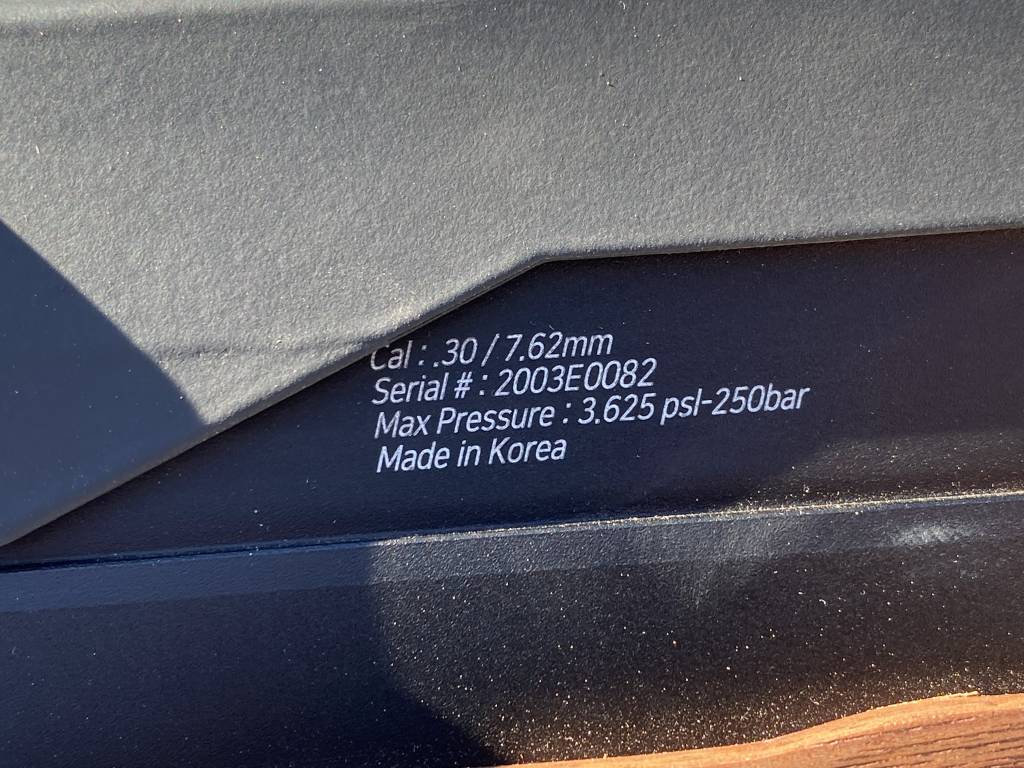 Cal : .30 / 7.62mm
Serial # : 2003E0082
Max Pressure : 3.625 psl-250bar
Made in Korea